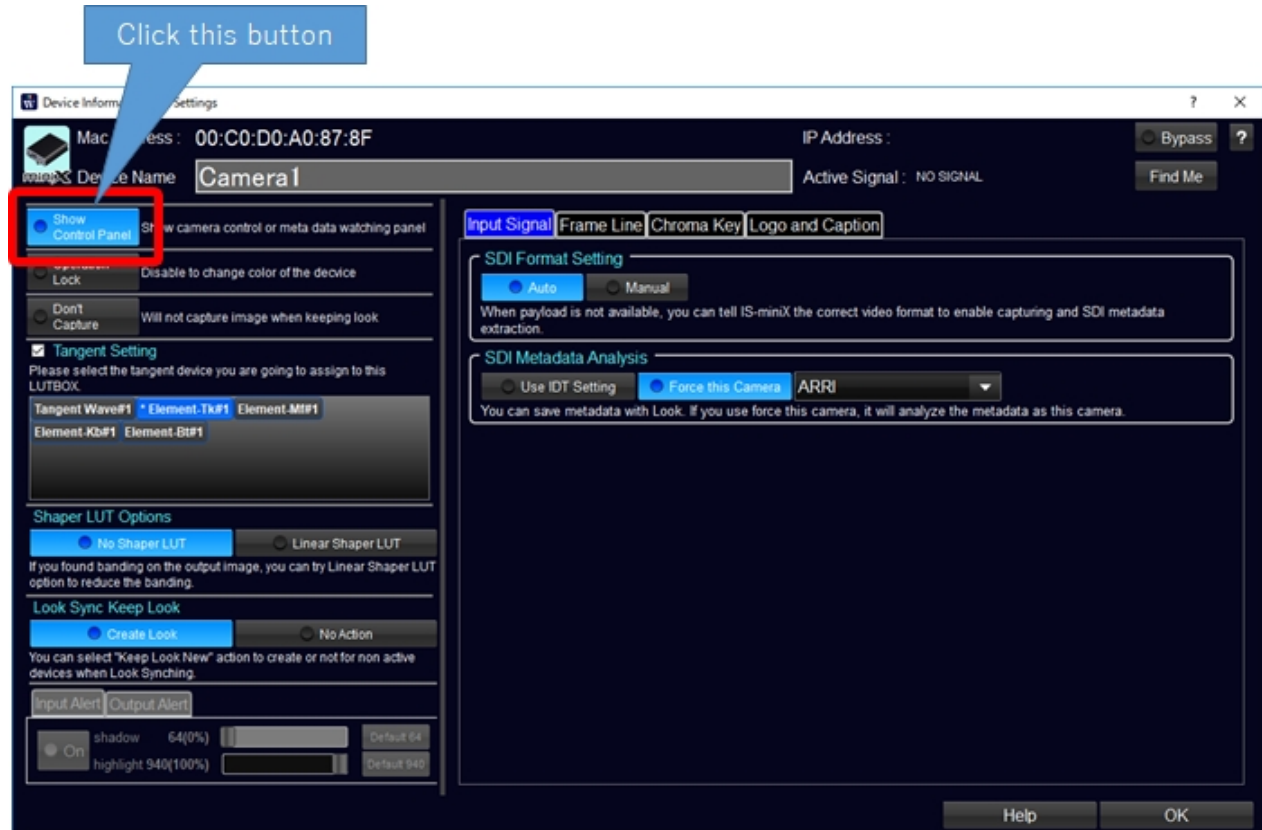 Click this button
Device Inform Settings
? ×
Mac ress : 00:C0:D0:A0:87:8F
IP Address :
Bypass ?
Device Name Camera1
Active Signal : NO SIGNAL
Find Me
Show
Control Panel
Show camera control or meta data watching panel
Operation
Lock
Disable to change color of the decvice
Don't
Capture
Will not capture image when keeping look
Tangent Setting
Please select the tangent device you are going to assign to this
LUTBOX.
Tangent Wave#1 * Element-Tk#1 Element-Mf#1
Element-Kb#1 Element-Bt#1
Shaper LUT Options
No Shaper LUT Linear Shaper LUT
If you found banding on the output image, you can try Linear Shaper LUT
option to reduce the banding.
Look Sync Keep Look
Create Look No Action
You can select "Keep Look New" action to create or not for non active
devices when Look Synching.
Input Alert Output Alert
On
shadow 64(0%) Default 64
highlight 940(100%) Default 940
Input Signal Frame Line Chroma Key Logo and Caption
SDI Format Setting
Auto Manual
When payload is not available, you can tell IS-miniX the correct video format to enable capturing and SDI metadata
extraction.
SDI Metadata Analysis
Use IDT Setting Force this Camera ARRI
You can save metadata with Look. If you use force this camera, it will analyze the metadata as this camera.
Help OK